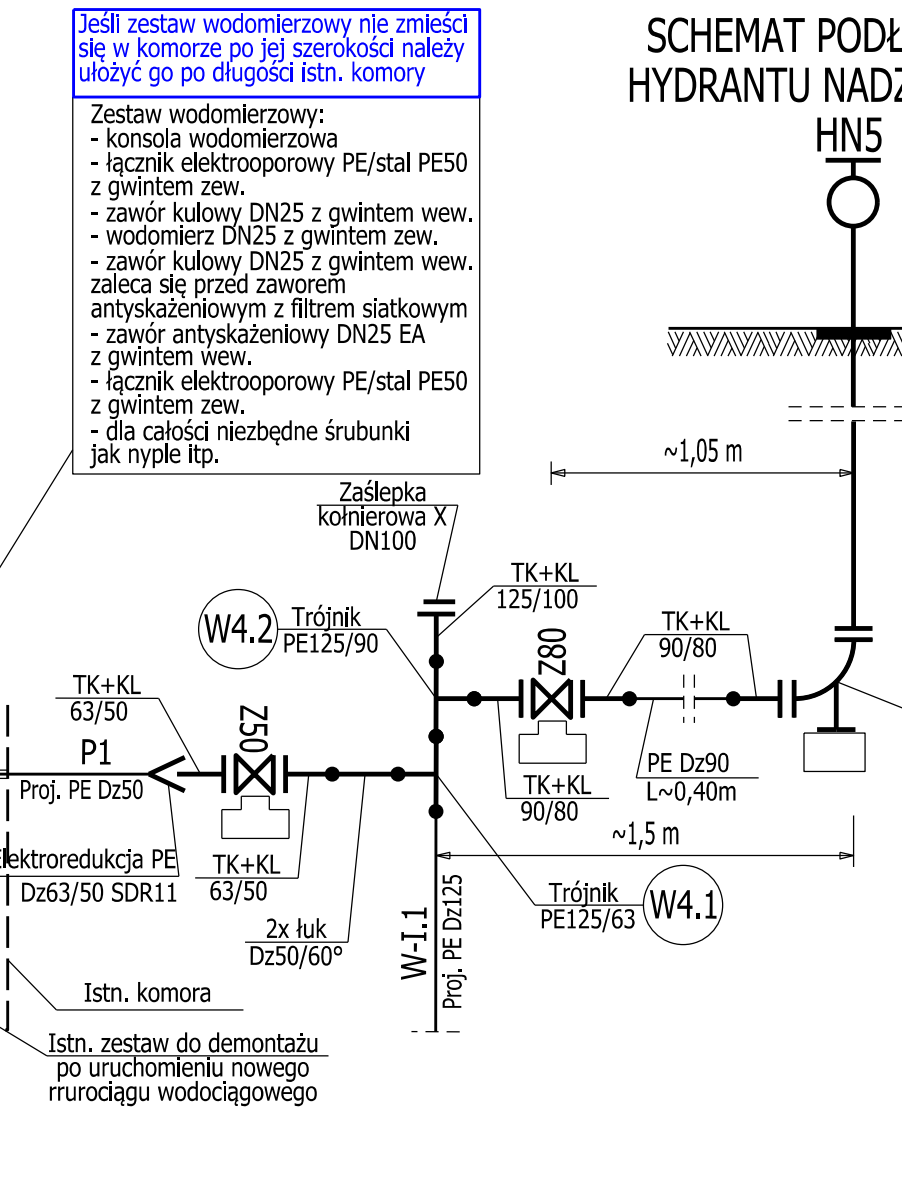 Jeśli zestaw wodomierzowy nie zmieści
się w komorze po jej szerokości należy
ułożyć go po długości istn. komory
Zestaw wodomierzowy:
- konsola wodomierzowa
- łącznik elektrooporowy PE/stal PE50
z gwintem zew.
- zawór kulowy DN25 z gwintem wew.
- wodomierz DN25 z gwintem zew.
- zawór kulowy DN25 z gwintem wew.
zaleca się przed zaworem
antyskażeniowym z filtrem siatkowym
- zawór antyskażeniowy DN25 EA
z gwintem wew.
- łącznik elektrooporowy PE/stal PE50
z gwintem zew.
- dla całości niezbędne śrubunki
jak nyple itp.
SCHEMAT PODŁ
HYDRANTU NADZ
HN5
~1,05 m
Zaślepka
kołnierowa X
DN100
TK+KL
125/100
W4.2
Trójnik
PE125/90
Z80
TK+KL
90/80
TK+KL
63/50
Z50
P1
Proj. PE Dz50
PE Dz90
L~0,40m
TK+KL
90/80
~1,5 m
lektroredukcja PE
Dz63/50 SDR11
TK+KL
63/50
2x łuk
Dz50/60°
W-I.1
Proj. PE Dz125
Trójnik
PE125/63
W4.1
Istn. komora
Istn. zestaw do demontażu
po uruchomieniu nowego
rrurociągu wodociągowego